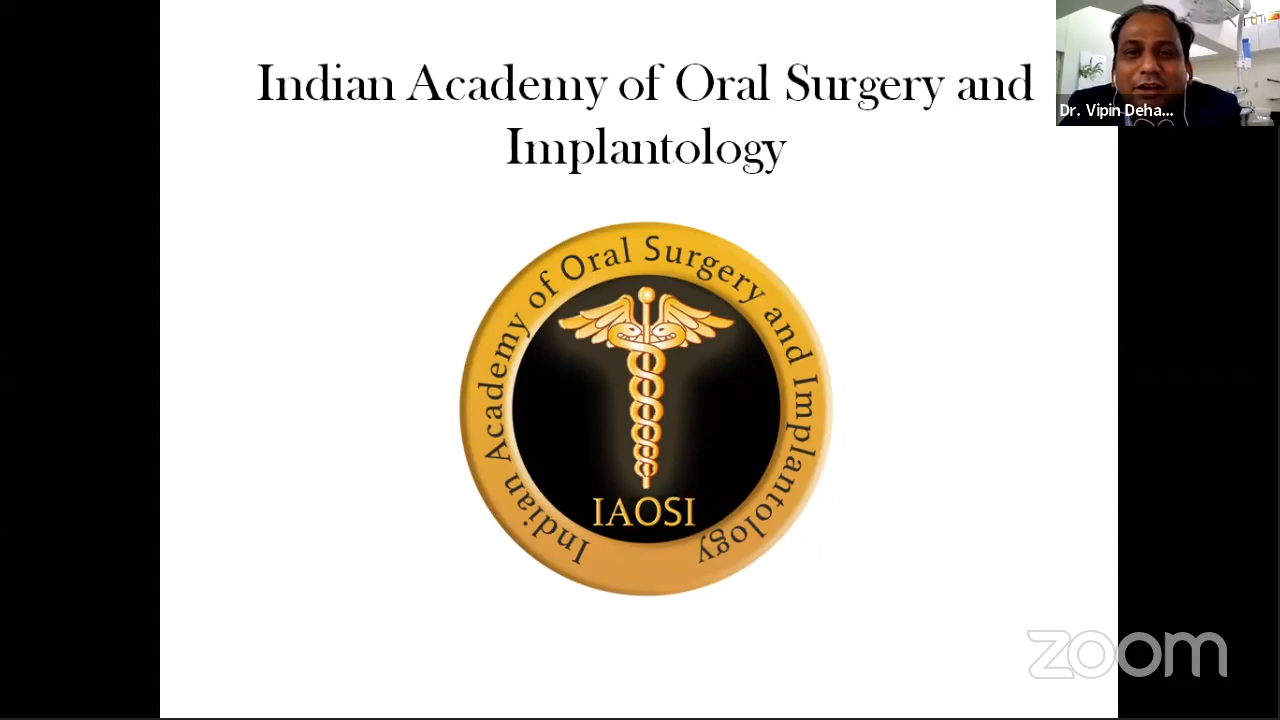 Indian Academy of Oral Surgery and
Implantology
Dr. Vipin Deha...
Indian Academy of Oral Surgery and Implantology
IAOSI
zoom